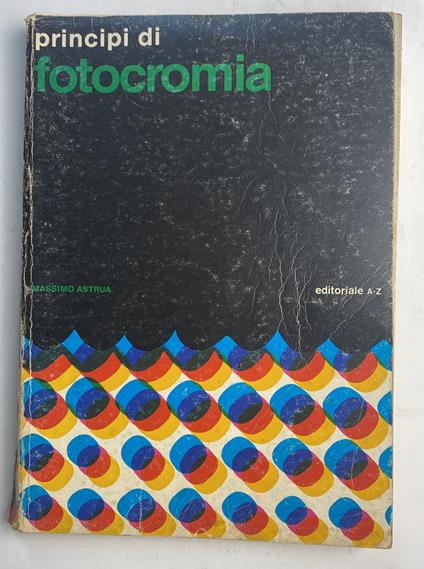 principi di
fotocromia
MASSIMO ASTRUA
editoriale A-Z